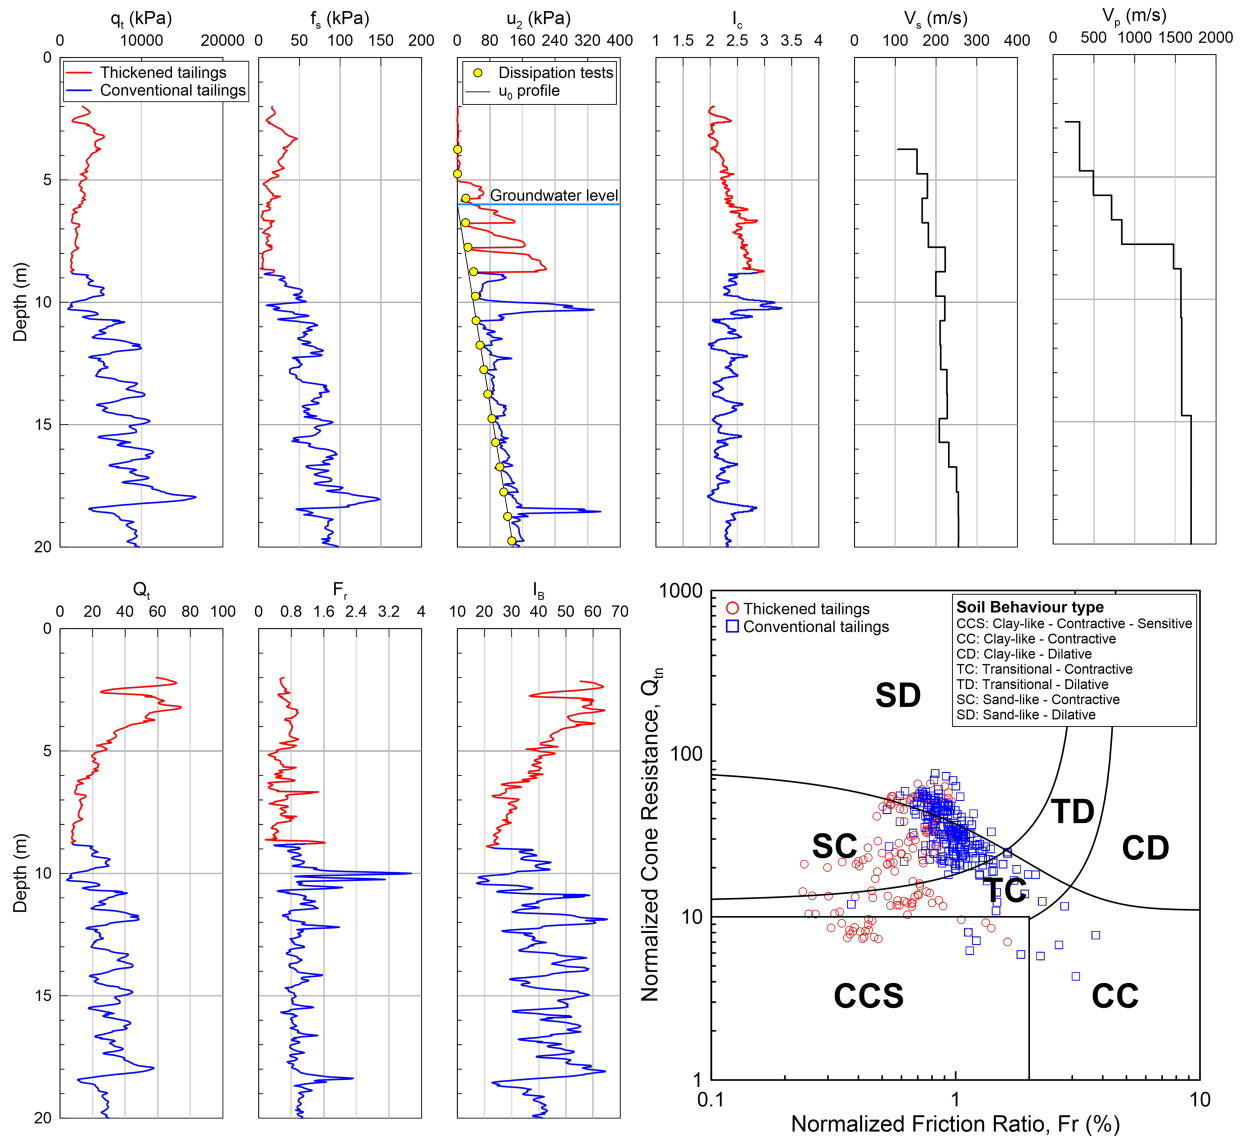 qt (kPa)
0 10000 20000
fs (kPa)
0 50 100 150 200
u2 (kPa)
0 80 160 240 320 400
Ic
1 1.5 2 2.5 3 3.5 4
Vs (m/s)
0 100 200 300 400
Vp (m/s)
0 500 1000 1500 2000
Thickened tailings
Conventional tailings
Dissipation tests
u0 profile
Groundwater level
Depth (m)
0
5
10
15
20
Qt
0 20 40 60 80 100
Fr
0 0.8 1.6 2.4 3.2 4
IB
10 20 30 40 50 60 70
Depth (m)
0
5
10
15
20
Normalized Cone Resistance, Qtn
1000
100
10
1
Thickened tailings
Conventional tailings
Soil Behaviour type
CCS: Clay-like - Contractive - Sensitive
CC: Clay-like - Contractive
CD: Clay-like - Dilative
TC: Transitional - Contractive
TD: Transitional - Dilative
SC: Sand-like - Contractive
SD: Sand-like - Dilative
SD
TD
SC
CD
TC
CCS
CC
0.1 1 10
Normalized Friction Ratio, Fr (%)